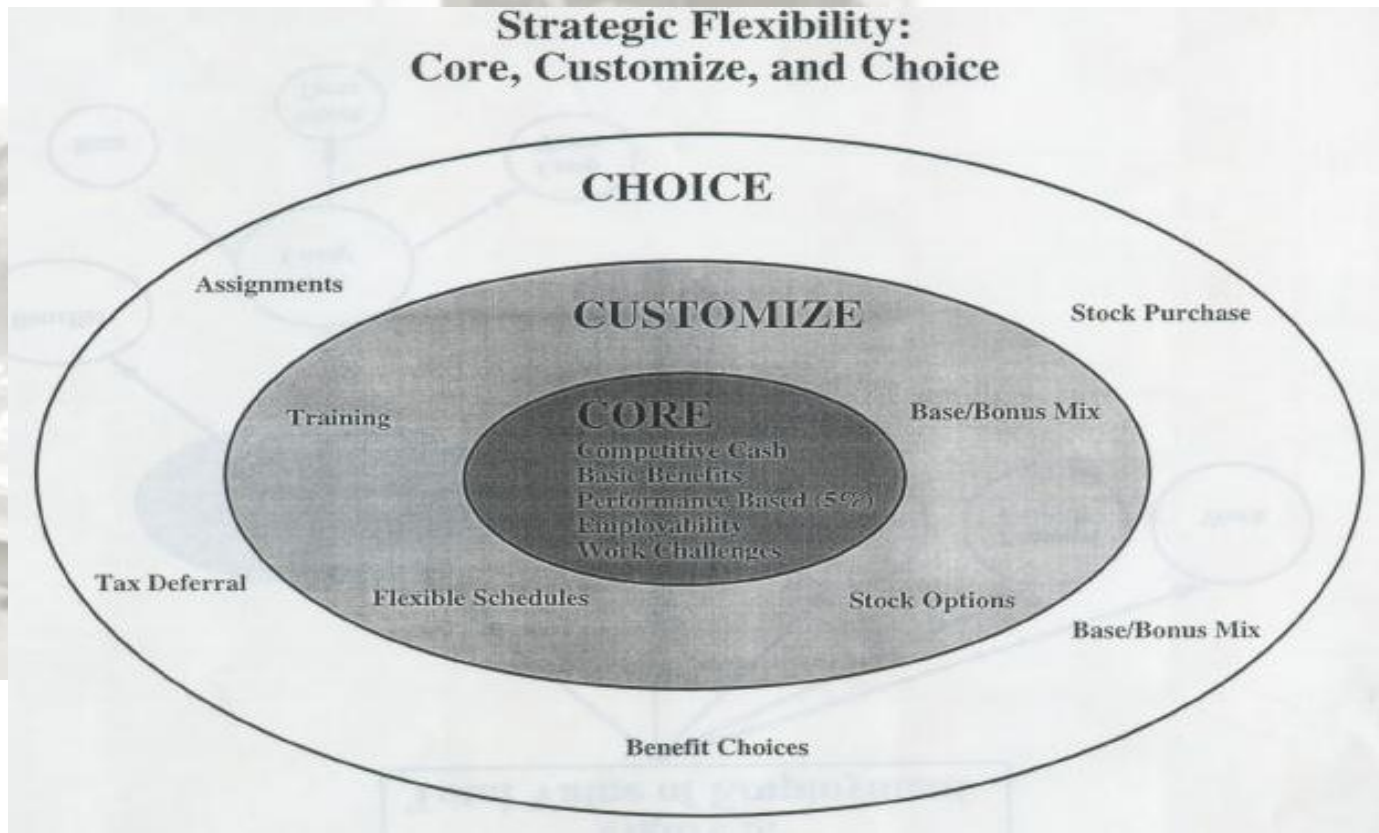 Strategic Flexibility:
Core, Customize, and Choice
CHOICE
Assignments
CUSTOMIZE
Stock Purchase
Training
CORE
Base/Bonus Mix
Competitive Cash
Basic Benefits
Performance Based (5%)
Employability
Work Challenges
Tax Deferral
Flexible Schedules
Stock Options
Base/Bonus Mix
Benefit Choices